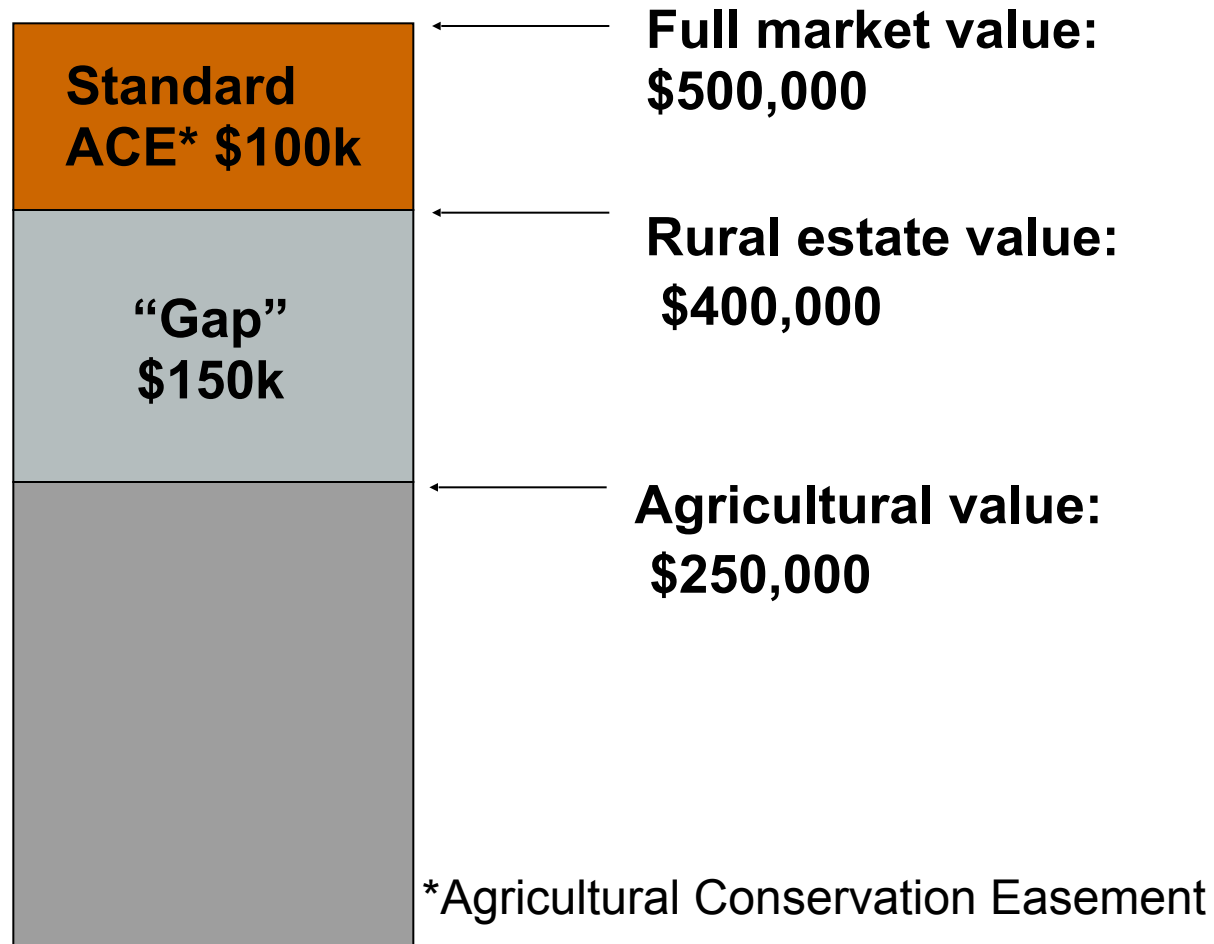 Full market value:
$500,000
Standard
ACE* $100k
Rural estate value:
$400,000
“Gap”
$150k
Agricultural value:
$250,000
*Agricultural Conservation Easement